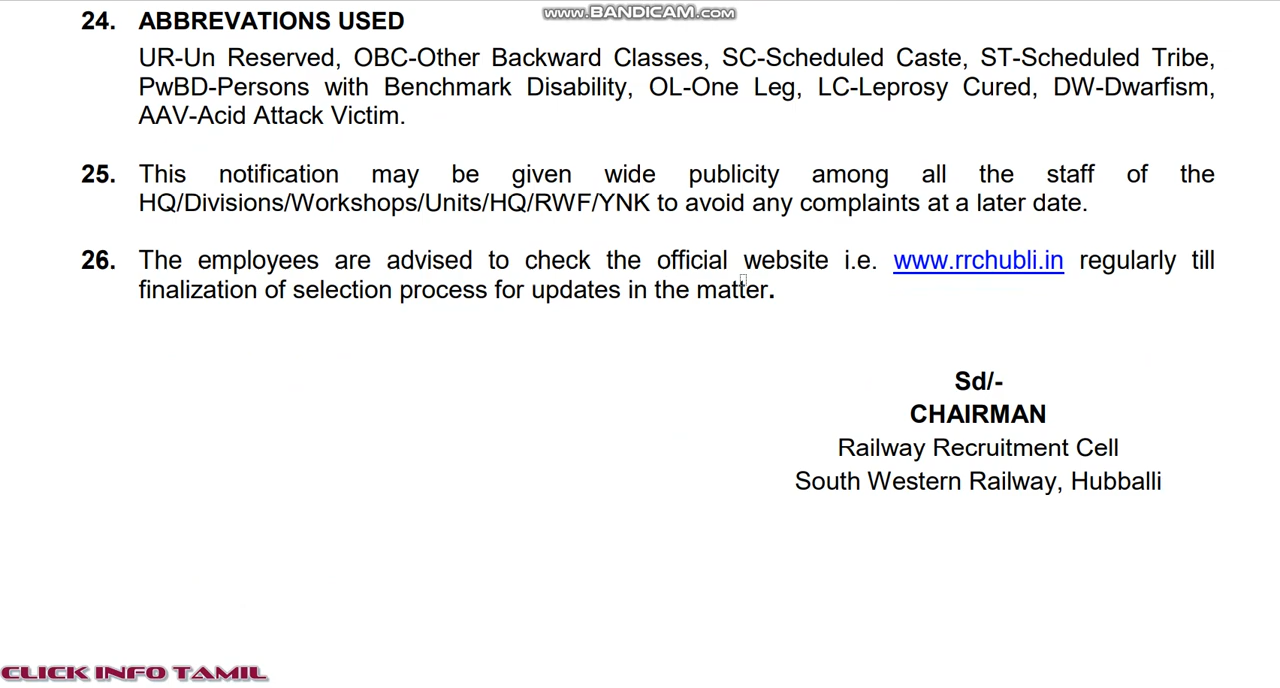 www.BANDICAM.com
24. ABBREVATIONS USED
UR-Un Reserved, OBC-Other Backward Classes, SC-Scheduled Caste, ST-Scheduled Tribe,
PwBD-Persons with Benchmark Disability, OL-One Leg, LC-Leprosy Cured, DW-Dwarfism,
AAV-Acid Attack Victim.
25. This notification may be given wide publicity among all the staff of the
HQ/Divisions/Workshops/Units/HQ/RWF/YNK to avoid any complaints at a later date.
26. The employees are advised to check the official website i.e. www.rrchubli.in regularly till
finalization of selection process for updates in the matter.
Sd/-
CHAIRMAN
Railway Recruitment Cell
South Western Railway, Hubballi
CLICK INFO TAMIL